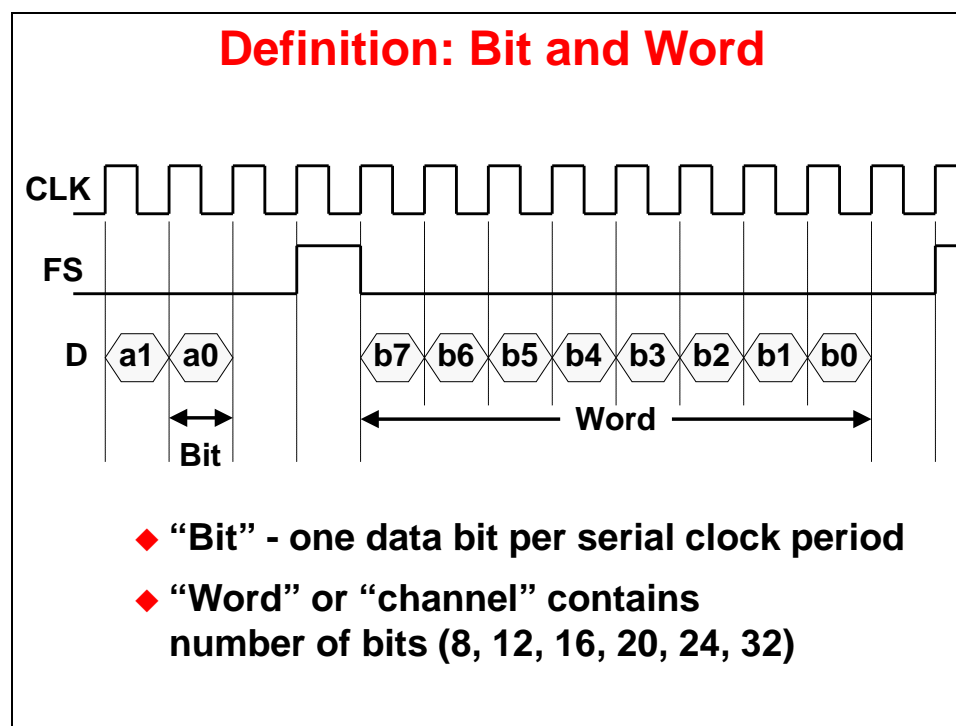 Definition: Bit and Word
CLK
FS
D
a1 a0 b7 b6 b5 b4 b3 b2 b1 b0
Bit
Word
“Bit” - one data bit per serial clock period
“Word” or “channel” contains
number of bits (8, 12, 16, 20, 24, 32)